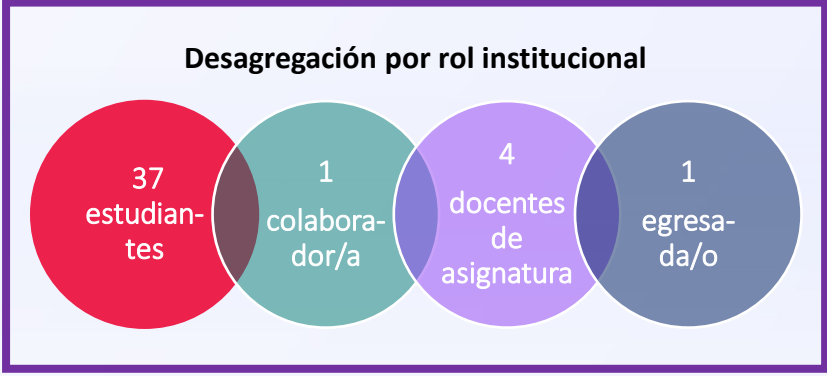 Desagregación por rol institucional
37
estudian-
tes
1
colabora-
dor/a
4
docentes
de
asignatura
1
egresa-
da/o